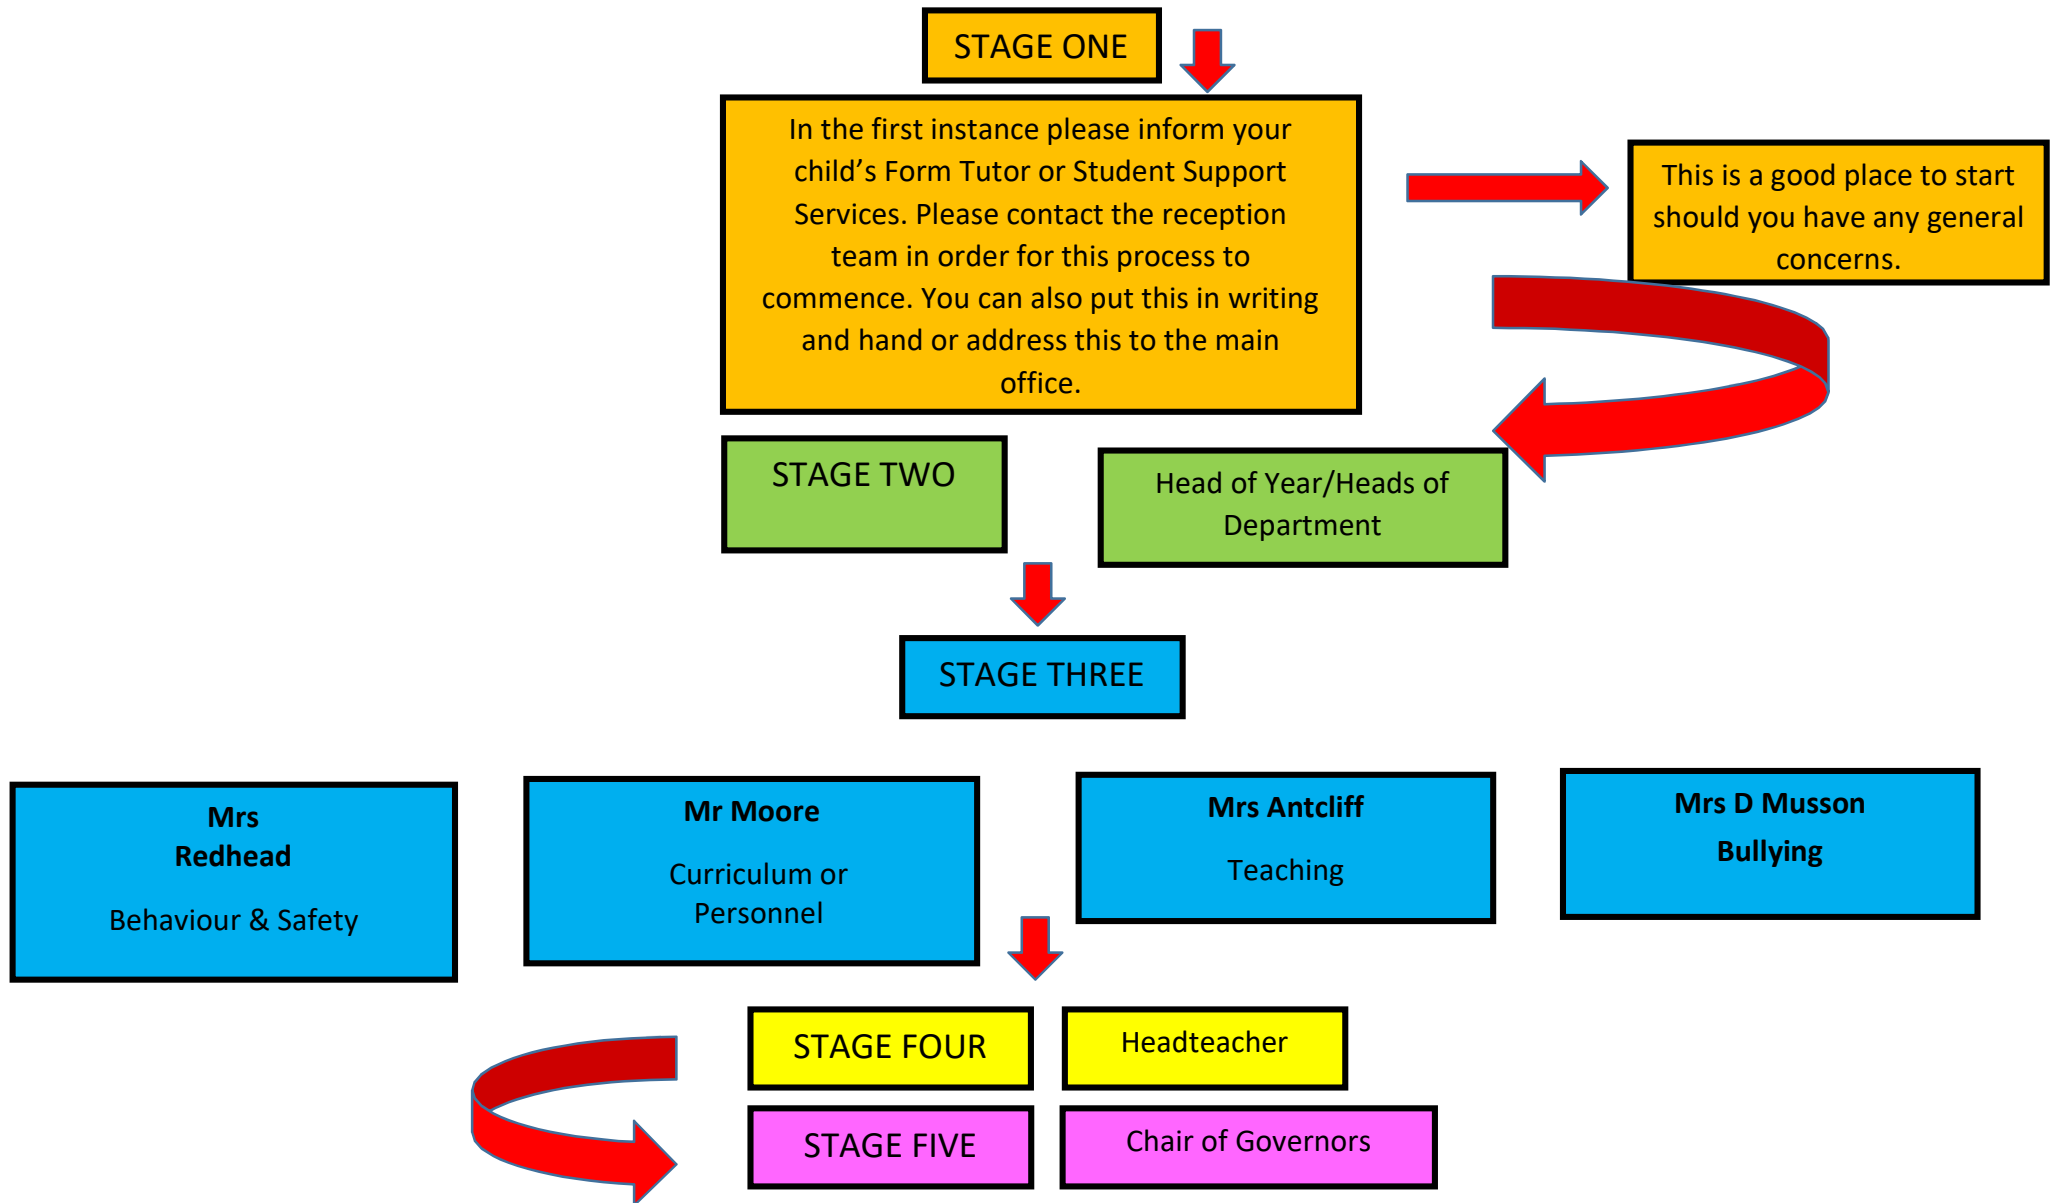 STAGE ONE
In the first instance please inform your
child’s Form Tutor or Student Support
Services. Please contact the reception
team in order for this process to
commence. You can also put this in writing
and hand or address this to the main
office.
This is a good place to start
should you have any general
concerns.
STAGE TWO
Head of Year/Heads of
Department
STAGE THREE
Mrs
Redhead
Behaviour & Safety
Mr Moore
Curriculum or
Personnel
Mrs Antcliff
Teaching
Mrs D Musson
Bullying
STAGE FOUR
Headteacher
STAGE FIVE
Chair of Governors